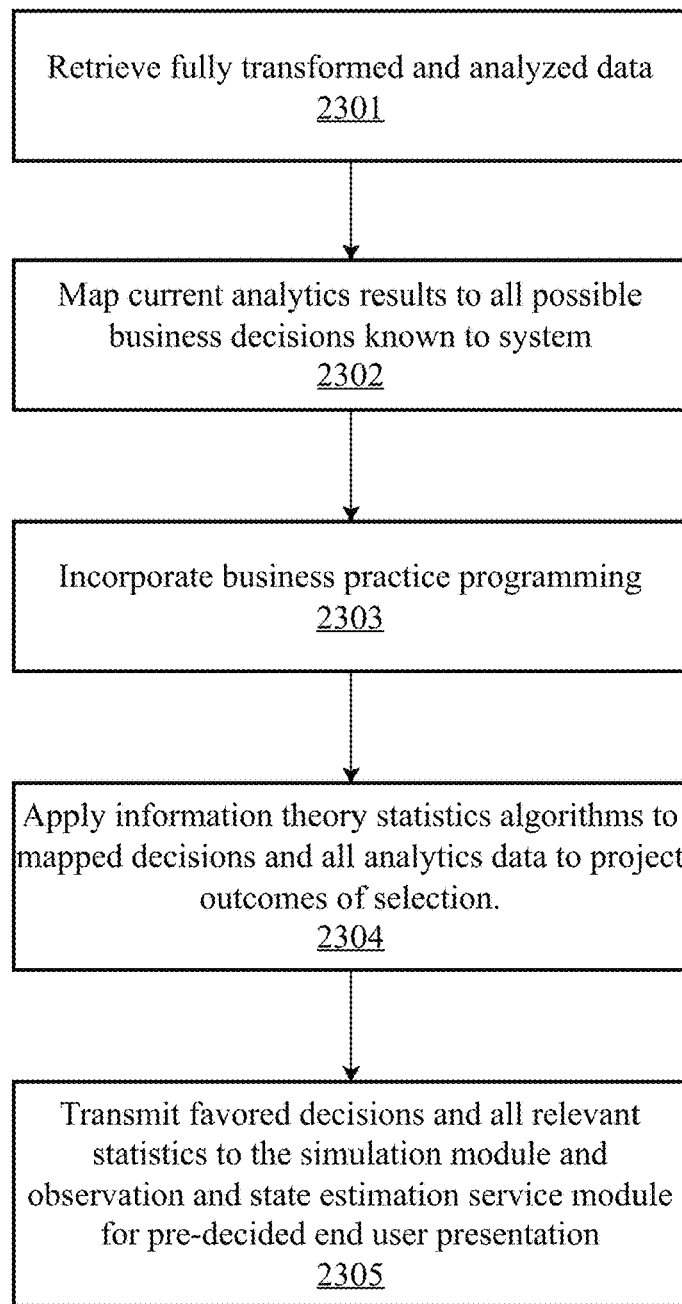 Retrieve fully transformed and analyzed data
2301
Map current analytics results to all possible
business decisions known to system
2302
Incorporate business practice programming
2303
Apply information theory statistics algorithms to
mapped decisions and all analytics data to project
outcomes of selection.
2304
Transmit favored decisions and all relevant
statistics to the simulation module and
observation and state estimation service module
for pre-decided end user presentation
2305